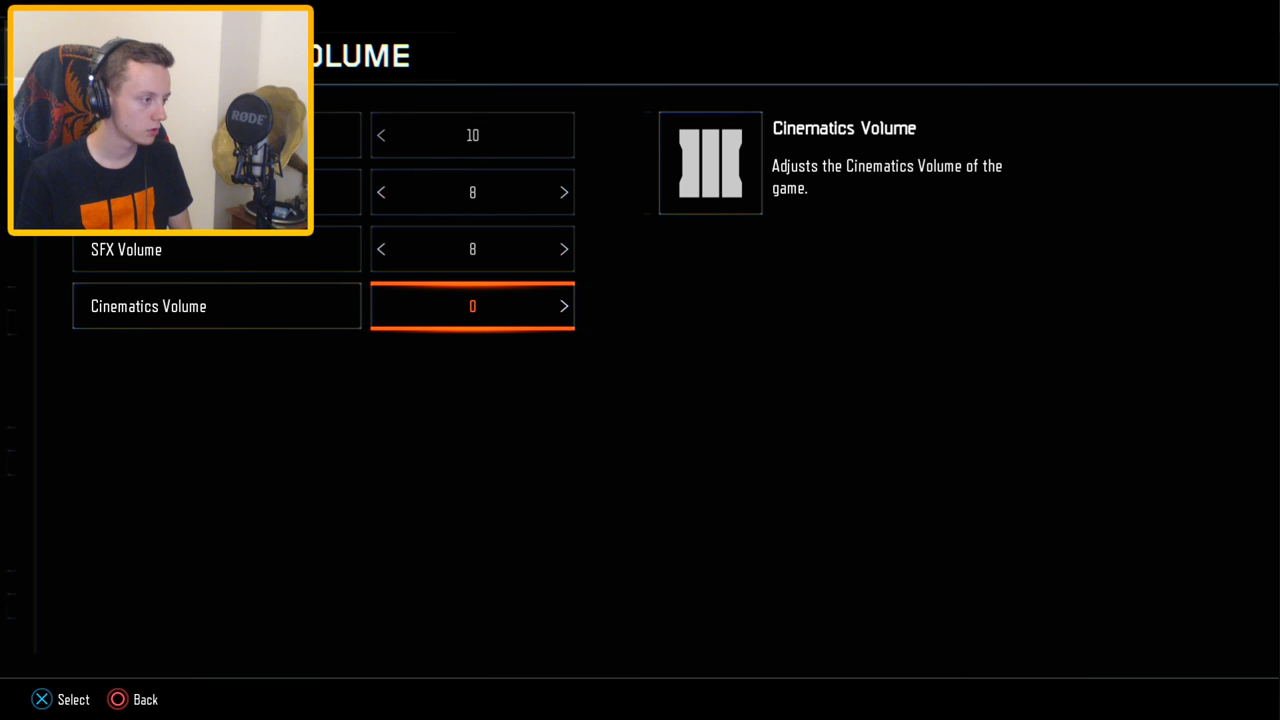 OLUME
10
8
SFX Volume
8
Cinematics Volume
0
Cinematics Volume
Adjusts the Cinematics Volume of the
game.
RØDE
Select
Back